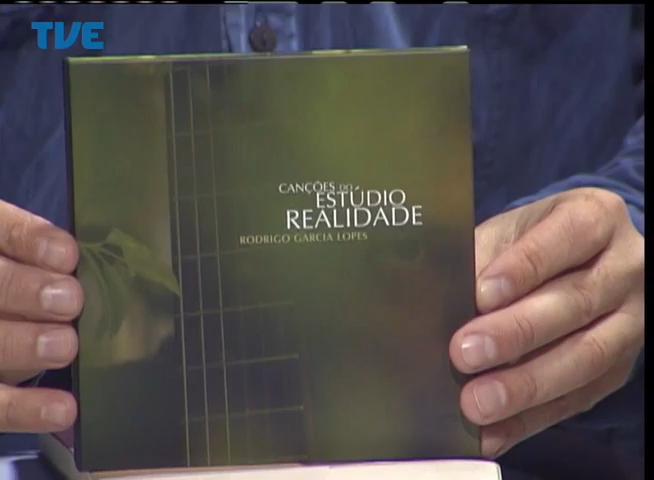 TVE
CANÇÕES DO
ESTÚDIO
REALIDADE
RODRIGO GARCIA LOPES